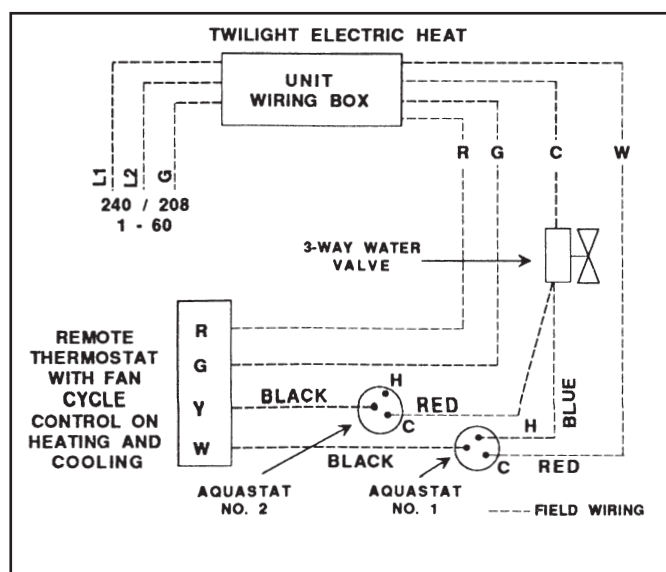 TWILIGHT ELECTRIC HEAT
UNIT
WIRING BOX
L1
L2
G
240 / 208
1 - 60
R
G
C
W
3-WAY WATER
VALVE
REMOTE
THERMOSTAT
WITH FAN
CYCLE
CONTROL ON
HEATING AND
COOLING
R
G
Y
W
BLACK
H
C
RED
BLUE
BLACK
H
C
RED
AQUASTAT
NO. 2
AQUASTAT
NO. 1
FIELD WIRING